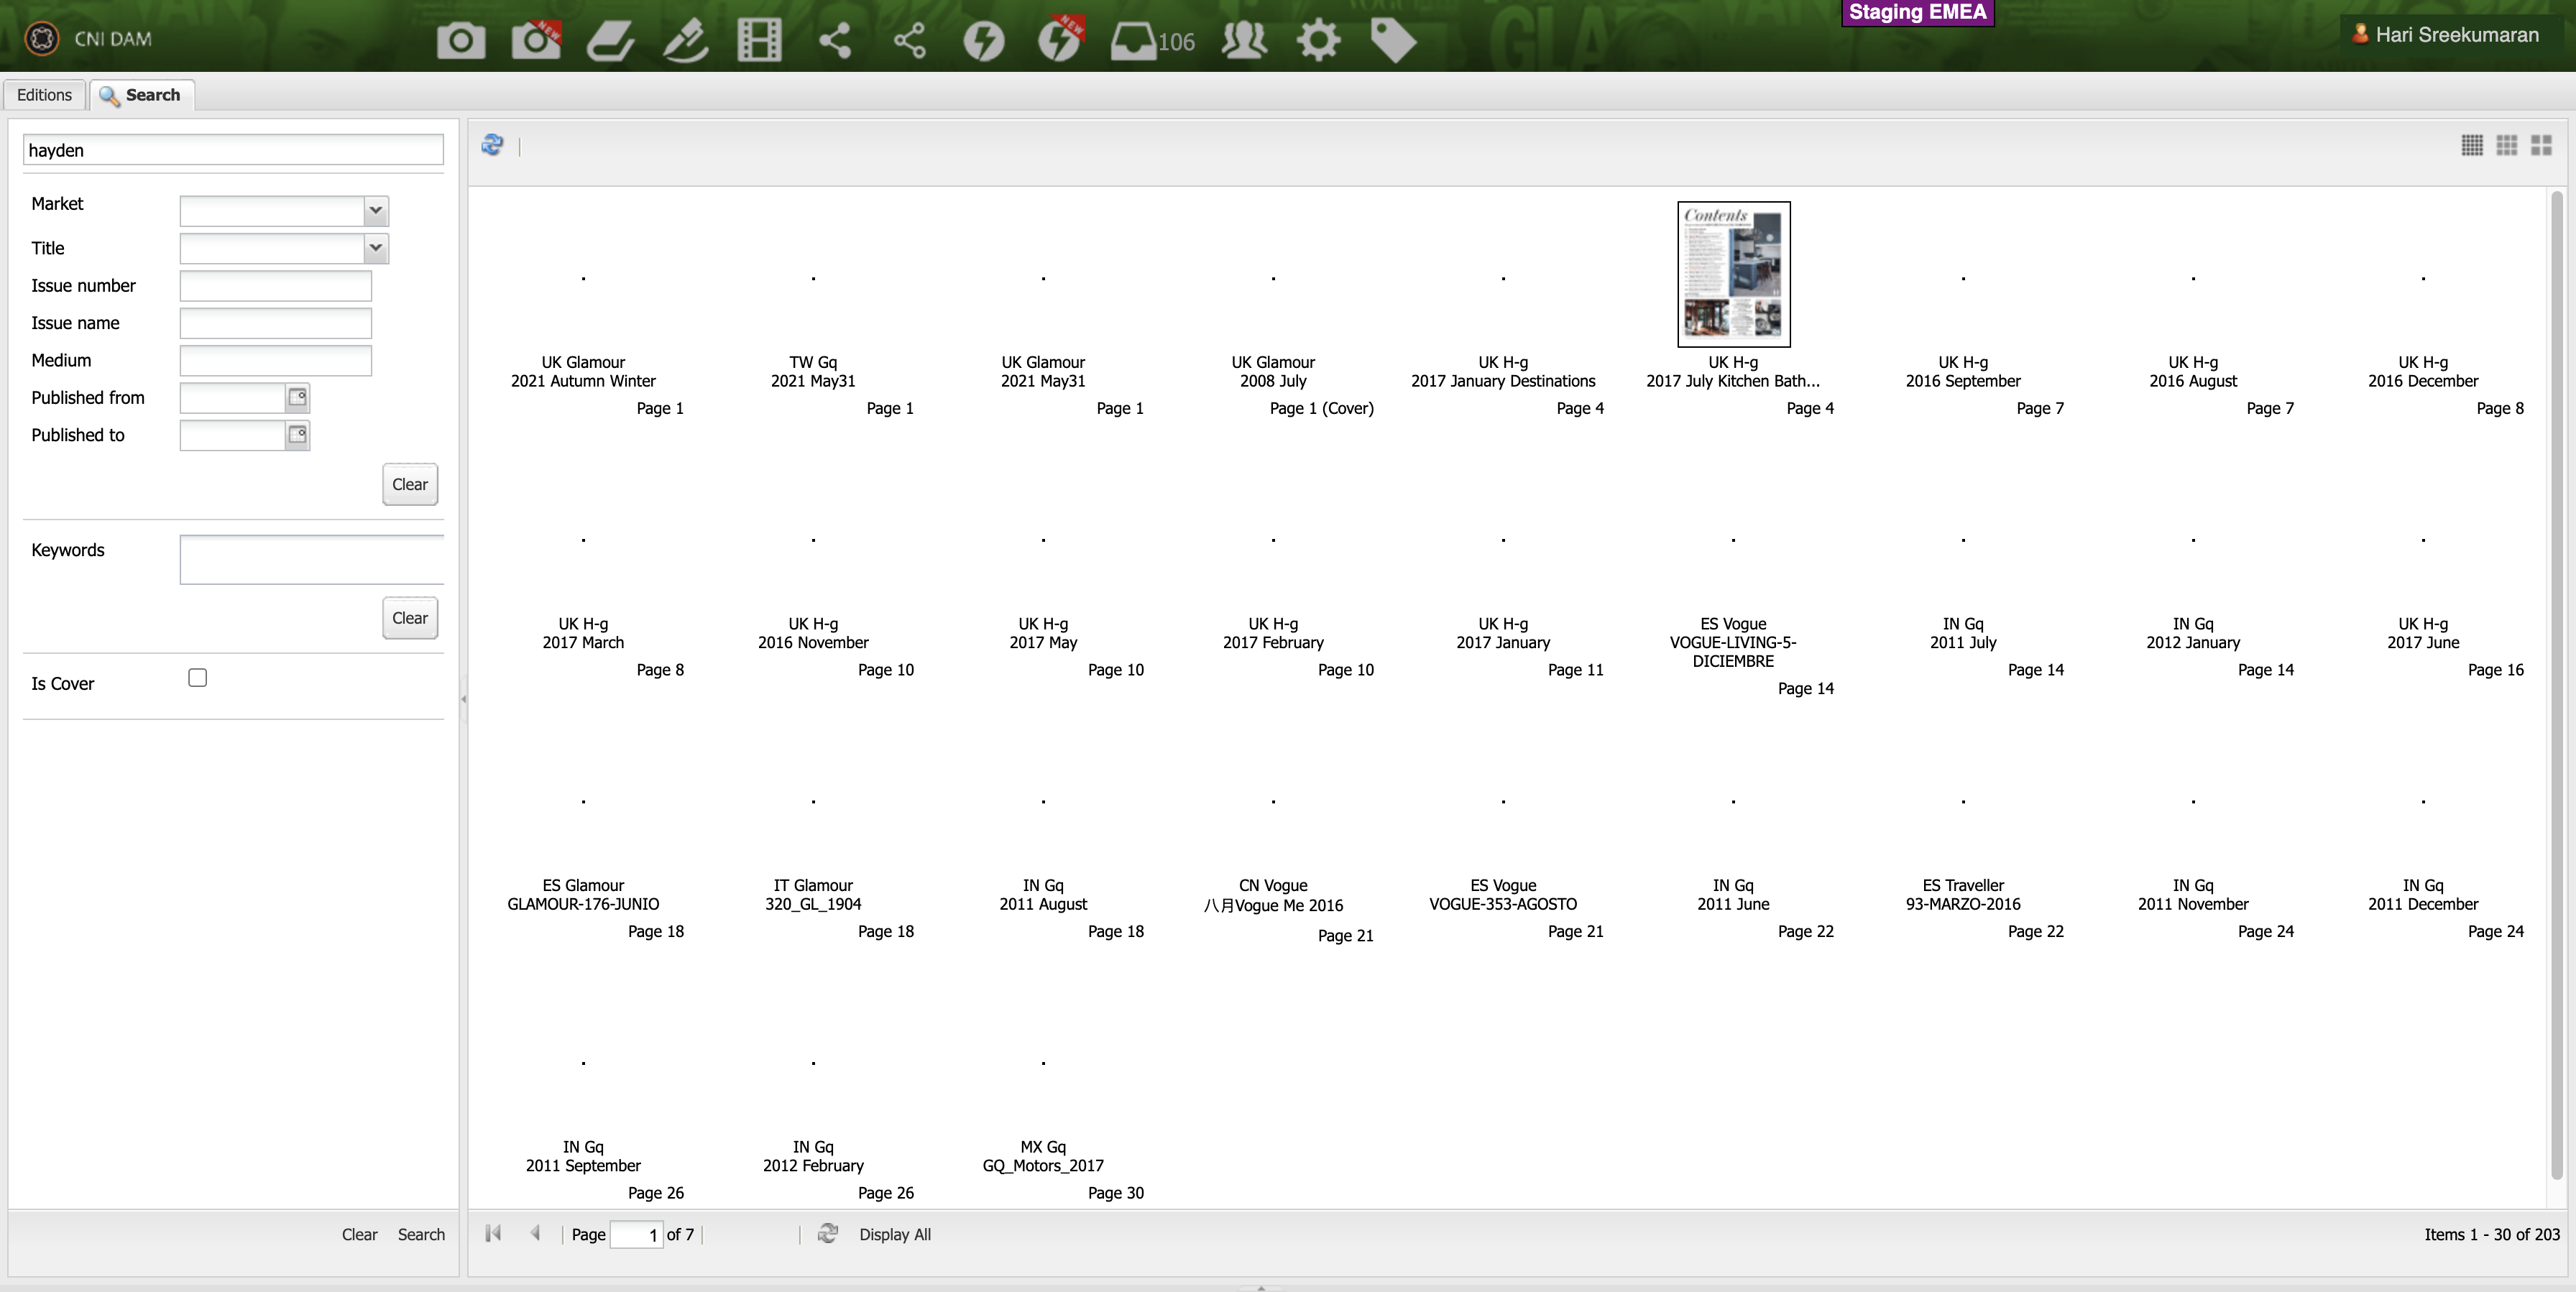 Staging EMEA
CNI DAM
NEW
NEW
106
Hari Sreekumaran
Editions
Search
hayden
Market
Title
Issue number
Issue name
Medium
Published from
Published to
Clear
Keywords
Clear
Is Cover
Clear
Search
Contents
UK Glamour
2021 Autumn Winter
Page 1
TW Gq
2021 May31
Page 1
UK Glamour
2021 May31
Page 1
UK Glamour
2008 July
Page 1 (Cover)
UK H-g
2017 January Destinations
Page 4
UK H-g
2017 July Kitchen Bath...
Page 4
UK H-g
2016 September
Page 7
UK H-g
2016 August
Page 7
UK H-g
2016 December
Page 8
UK H-g
2017 March
Page 8
UK H-g
2016 November
Page 10
UK H-g
2017 May
Page 10
UK H-g
2017 February
Page 10
UK H-g
2017 January
Page 11
ES Vogue
VOGUE-LIVING-5-
DICIEMBRE
Page 14
IN Gq
2011 July
Page 14
IN Gq
2012 January
Page 14
UK H-g
2017 June
Page 16
ES Glamour
GLAMOUR-176-JUNIO
Page 18
IT Glamour
320_GL_1904
Page 18
IN Gq
2011 August
Page 18
CN Vogue
八月Vogue Me 2016
Page 21
ES Vogue
VOGUE-353-AGOSTO
Page 21
IN Gq
2011 June
Page 22
ES Traveller
93-MARZO-2016
Page 22
IN Gq
2011 November
Page 24
IN Gq
2011 December
Page 24
IN Gq
2011 September
Page 26
IN Gq
2012 February
Page 26
MX Gq
GQ_Motors_2017
Page 30
Page 1 of 7
Display All
Items 1 - 30 of 203